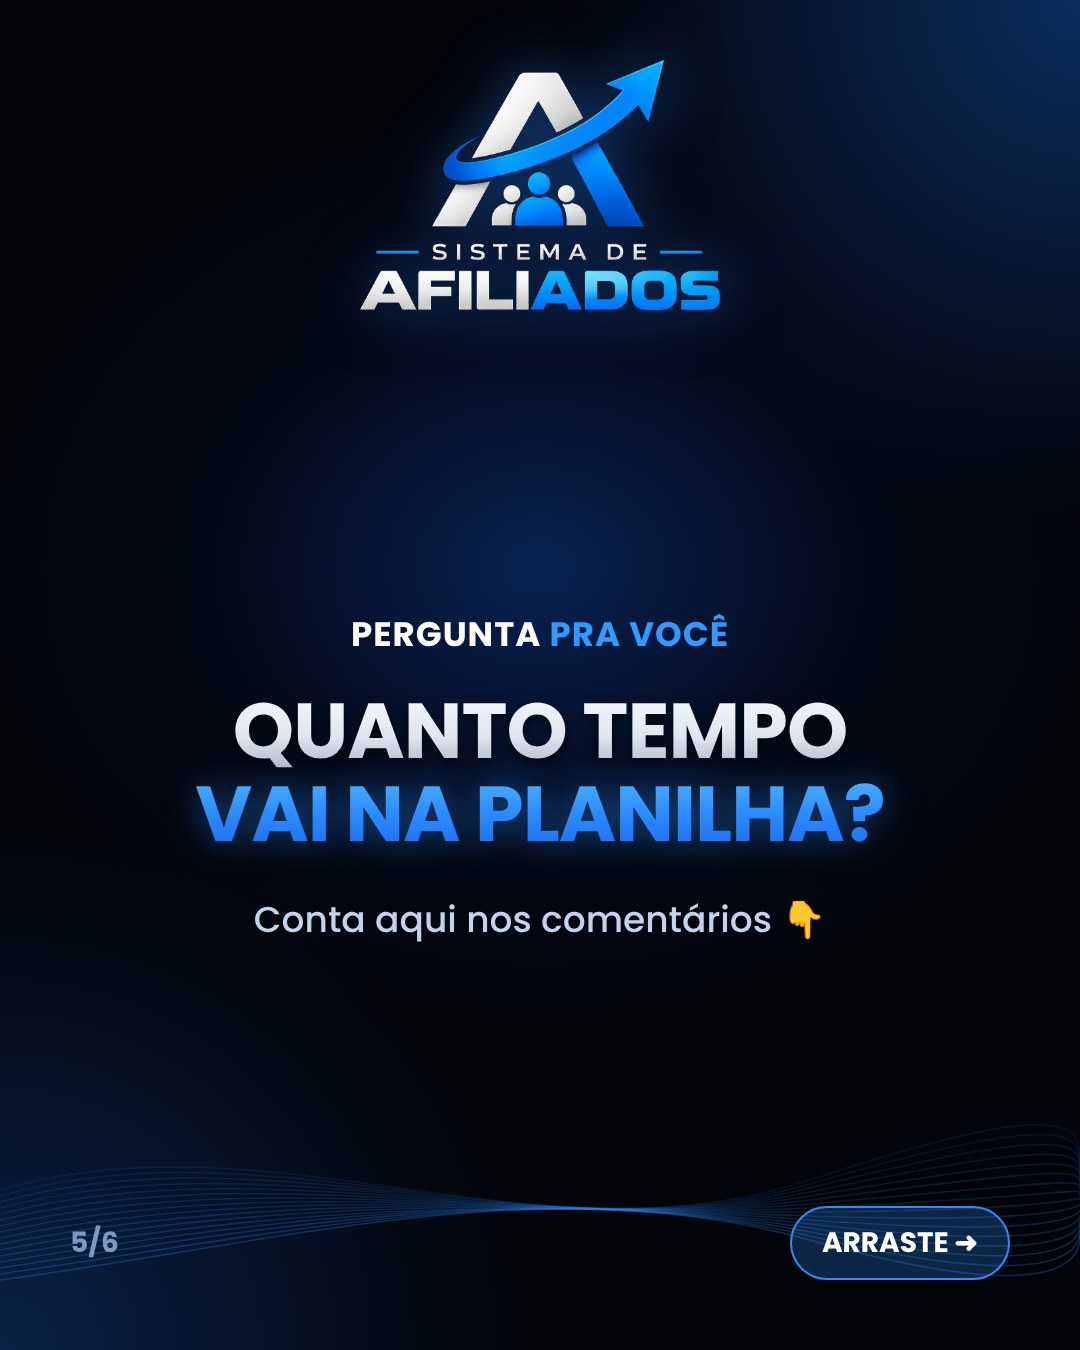 SISTEMA DE
AFILIADOS
PERGUNTA PRA VOCÊ
QUANTO TEMPO
VAI NA PLANILHA?
Conta aqui nos comentários 👇
5/6
ARRASTE →